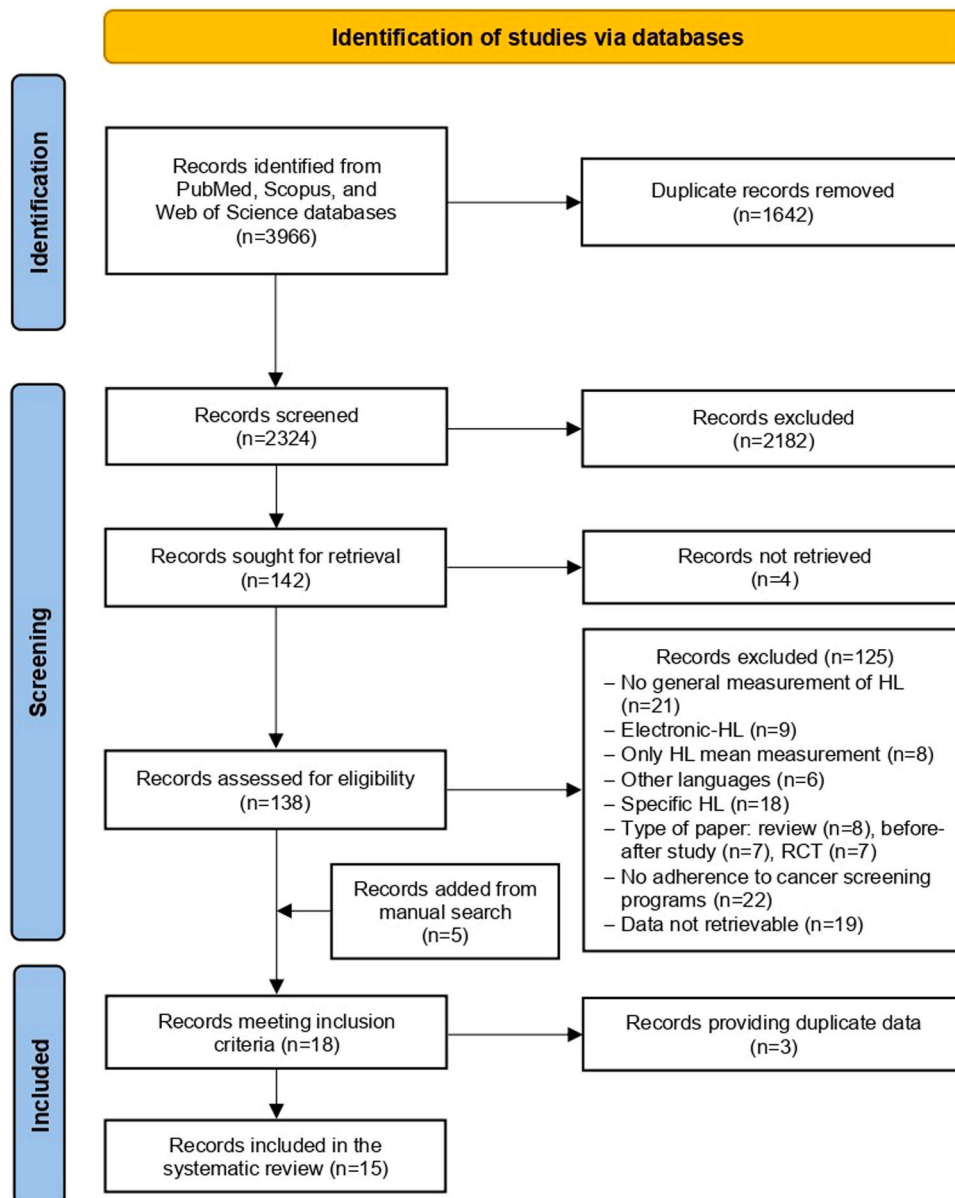 Identification of studies via databases
Identification
Records identified from
PubMed, Scopus, and
Web of Science databases
(n=3966)
Duplicate records removed
(n=1642)
Screening
Records screened
(n=2324)
Records excluded
(n=2182)
Records sought for retrieval
(n=142)
Records not retrieved
(n=4)
Records assessed for eligibility
(n=138)
Records excluded (n=125)
– No general measurement of HL
(n=21)
– Electronic-HL (n=9)
– Only HL mean measurement (n=8)
– Other languages (n=6)
– Specific HL (n=18)
– Type of paper: review (n=8), before-
after study (n=7), RCT (n=7)
– No adherence to cancer screening
programs (n=22)
– Data not retrievable (n=19)
Records added from
manual search
(n=5)
Included
Records meeting inclusion
criteria (n=18)
Records providing duplicate data
(n=3)
Records included in the
systematic review (n=15)